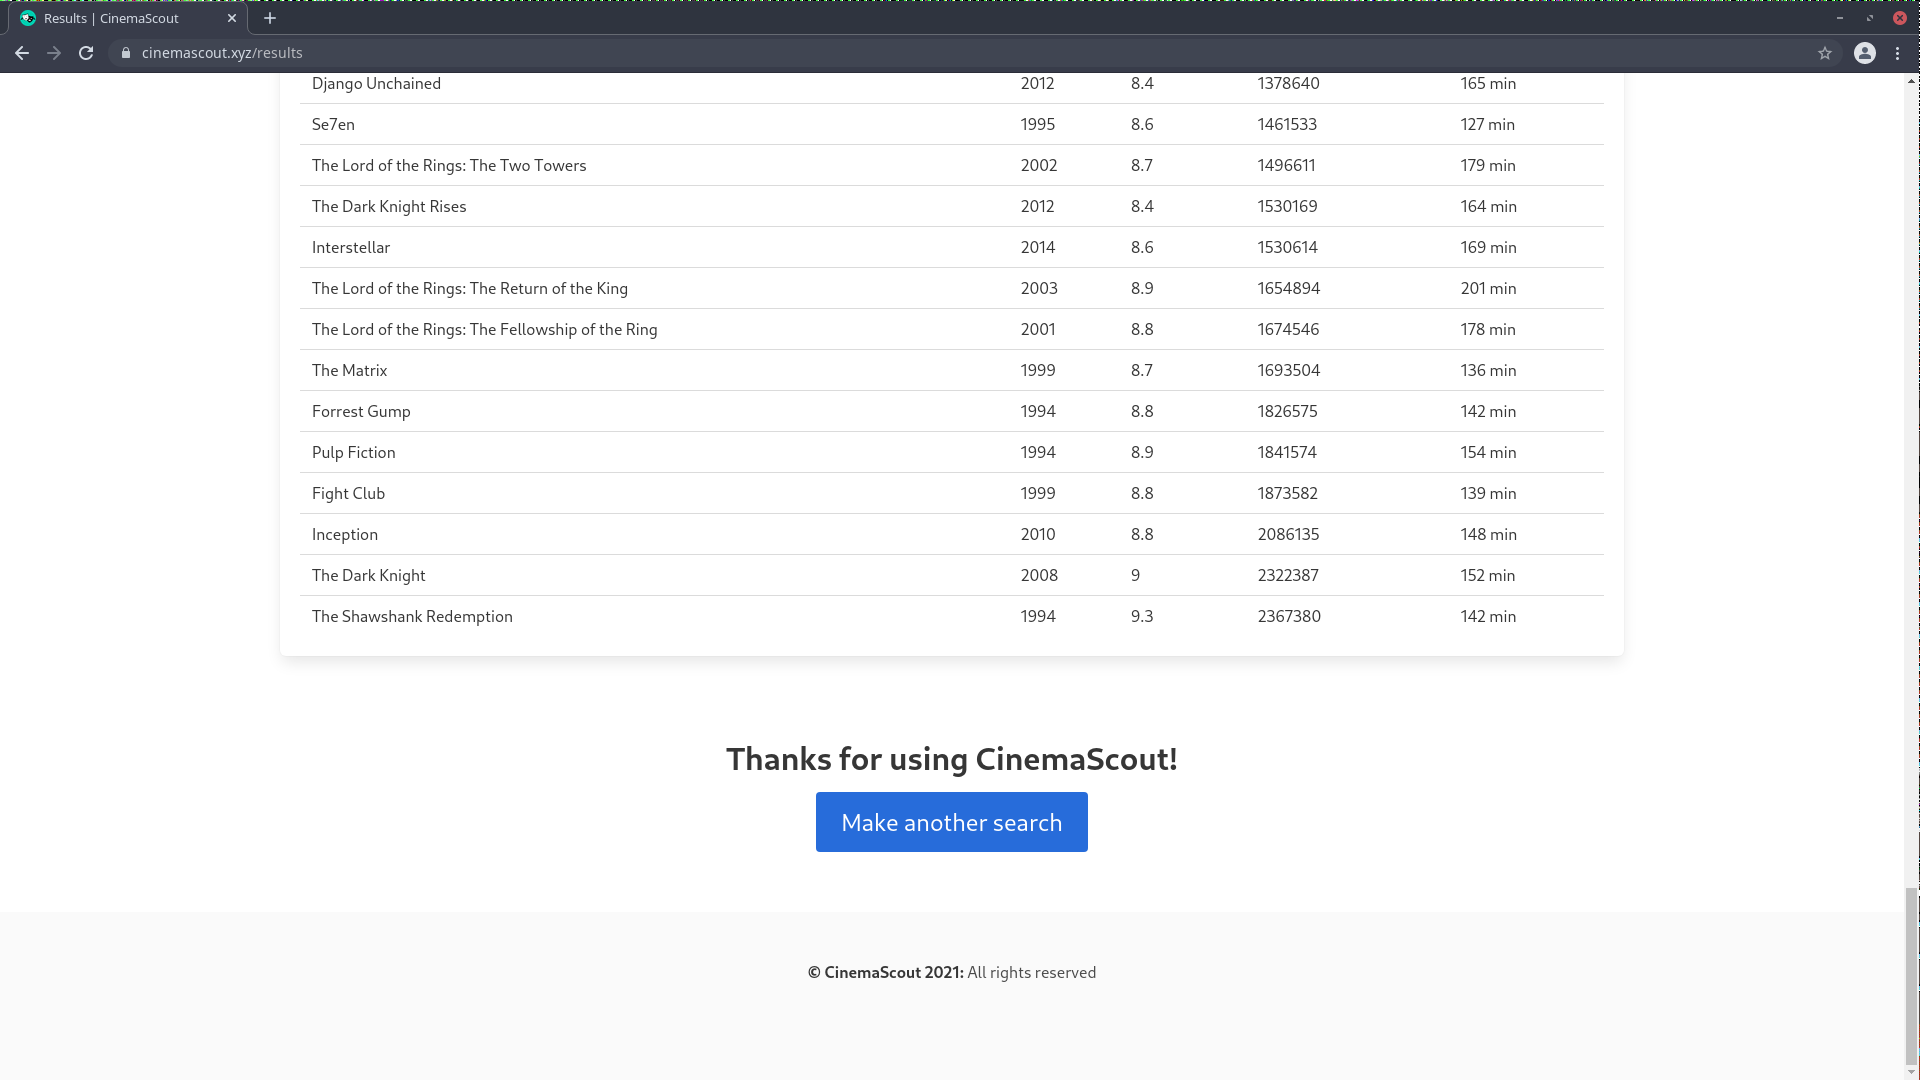 Results | CinemaScout
cinemascout.xyz/results
Django Unchained 2012 8.4 1378640 165 min
Se7en 1995 8.6 1461533 127 min
The Lord of the Rings: The Two Towers 2002 8.7 1496611 179 min
The Dark Knight Rises 2012 8.4 1530169 164 min
Interstellar 2014 8.6 1530614 169 min
The Lord of the Rings: The Return of the King 2003 8.9 1654894 201 min
The Lord of the Rings: The Fellowship of the Ring 2001 8.8 1674546 178 min
The Matrix 1999 8.7 1693504 136 min
Forrest Gump 1994 8.8 1826575 142 min
Pulp Fiction 1994 8.9 1841574 154 min
Fight Club 1999 8.8 1873582 139 min
Inception 2010 8.8 2086135 148 min
The Dark Knight 2008 9 2322387 152 min
The Shawshank Redemption 1994 9.3 2367380 142 min
Thanks for using CinemaScout!
Make another search
© CinemaScout 2021: All rights reserved